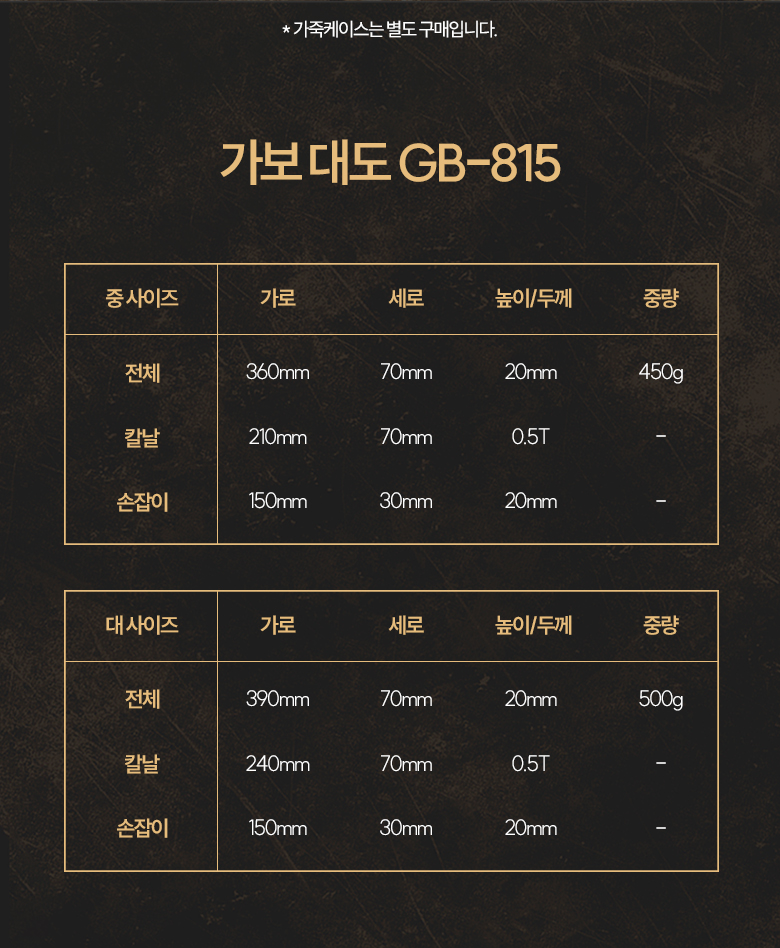 * 가죽케이스는 별도 구매입니다.
가보 대도 GB-815
중 사이즈 가로 세로 높이/두께 중량
전체 360mm 70mm 20mm 450g
칼날 210mm 70mm 0.5T -
손잡이 150mm 30mm 20mm -
대 사이즈 가로 세로 높이/두께 중량
전체 390mm 70mm 20mm 500g
칼날 240mm 70mm 0.5T -
손잡이 150mm 30mm 20mm -